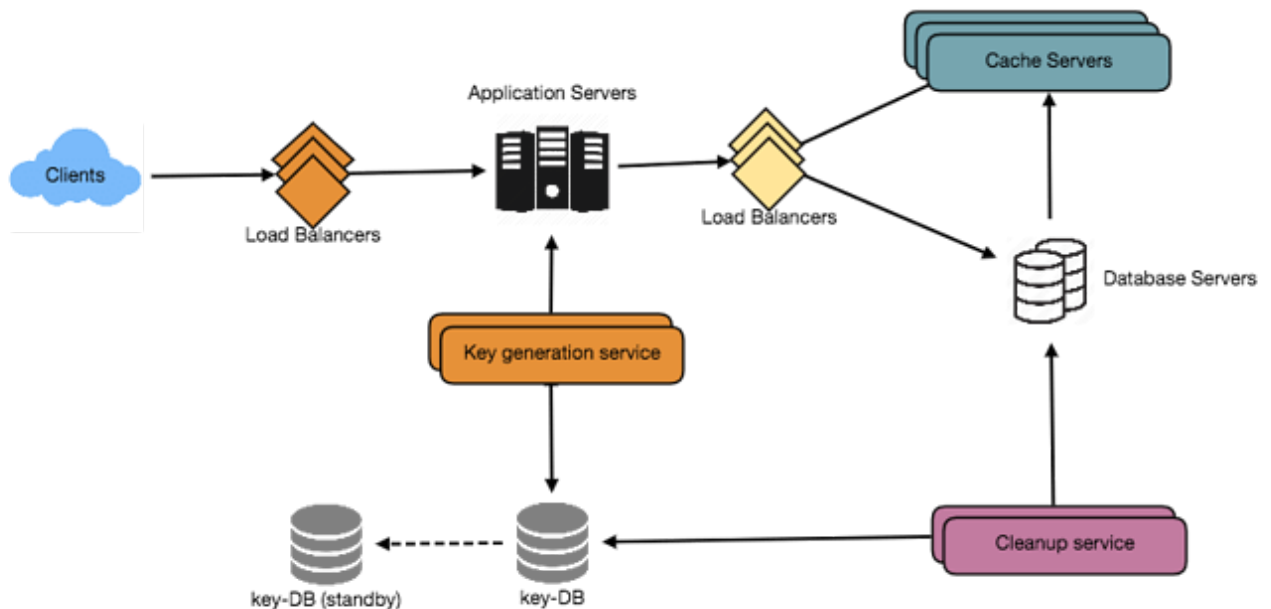 Cache Servers
Application Servers
Clients
Load Balancers
Load Balancers
Database Servers
Key generation service
Cleanup service
key-DB (standby)
key-DB